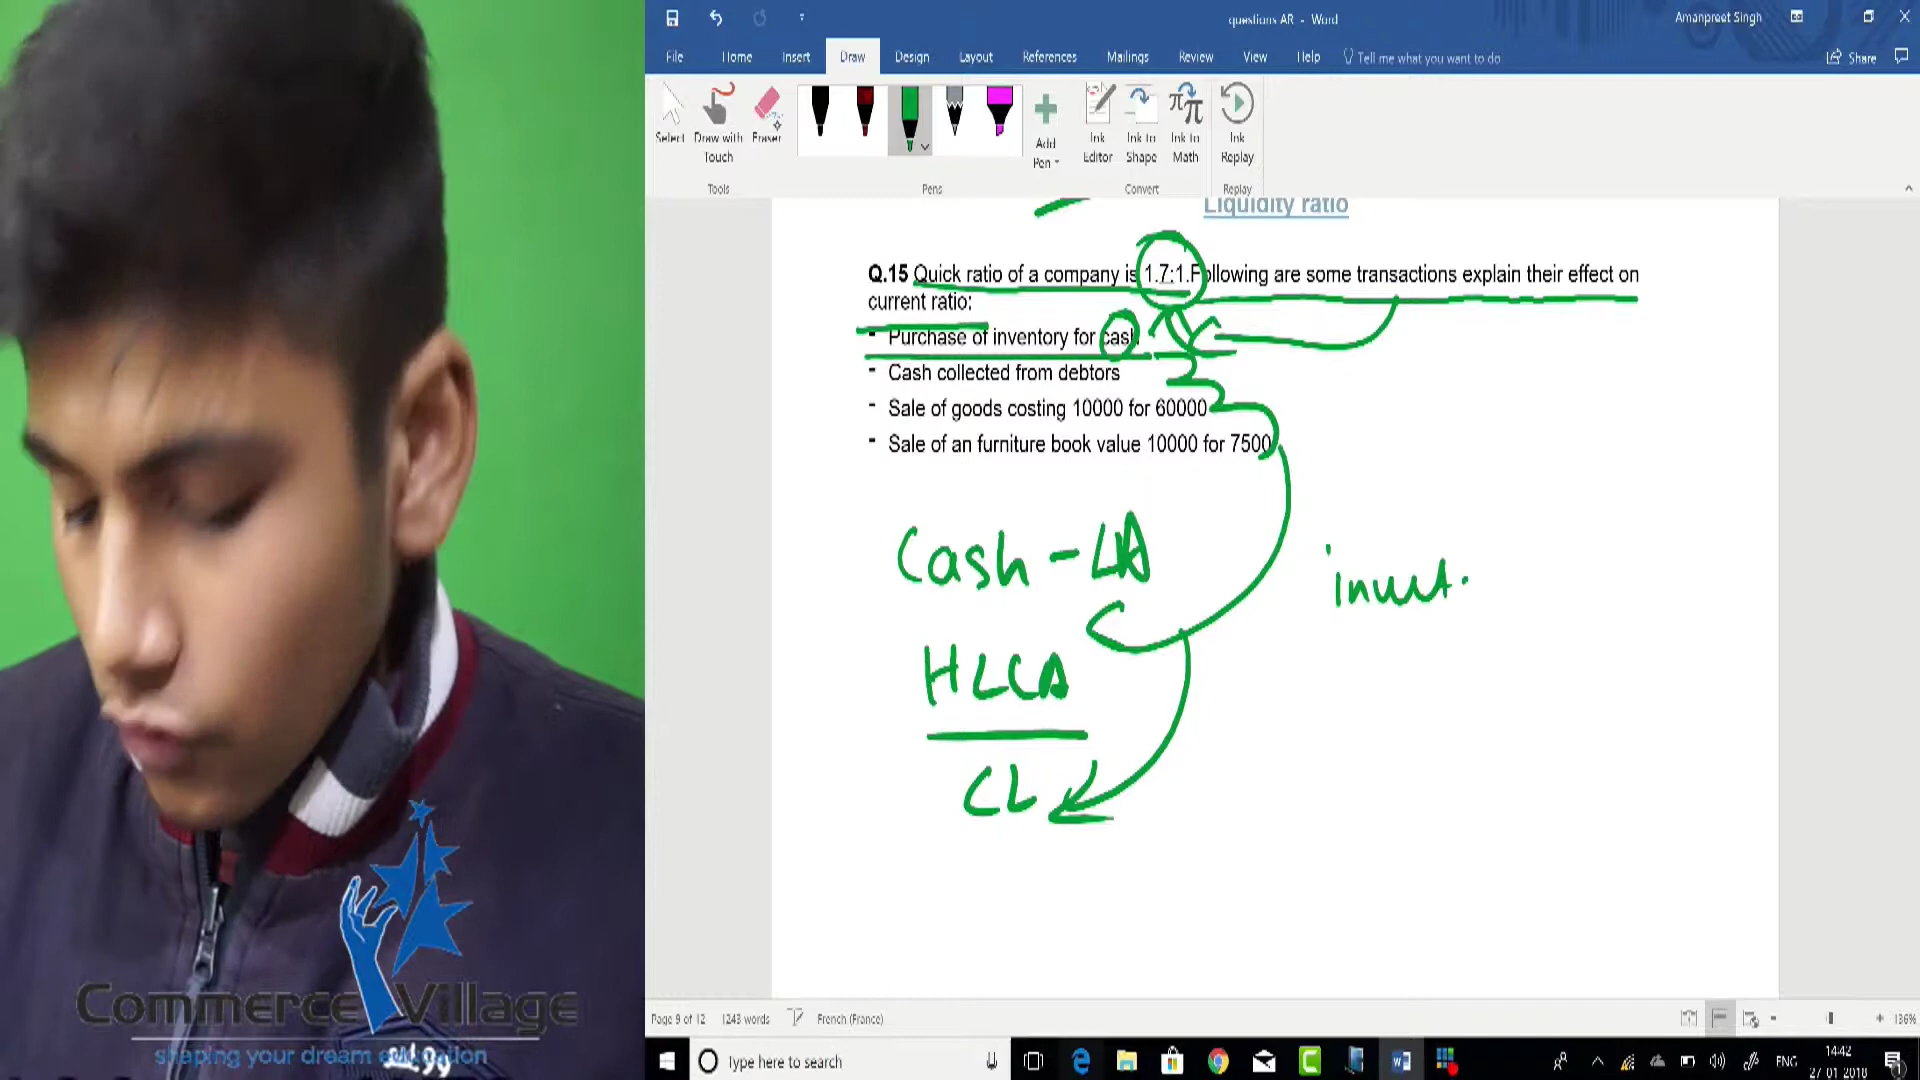 questions AR - Word
Amanpreet Singh
File Home Insert Draw Design Layout References Mailings Review View Help Tell me what you want to do Share
Select Draw with Touch Eraser Add Pen Ink Editor Ink to Shape Ink to Math Ink Replay
Tools Pens Convert Replay
Liquidity ratio
Q.15 Quick ratio of a company is 1.7:1.Following are some transactions explain their effect on
current ratio:
- Purchase of inventory for cash
- Cash collected from debtors
- Sale of goods costing 10000 for 60000
- Sale of an furniture book value 10000 for 7500
Cash - LA
HLCA
CL
Commerce Village
shaping your dream education
Page 9 of 12 1243 words French (France) 136%
Type here to search
ENG
14:42
27-01-2018